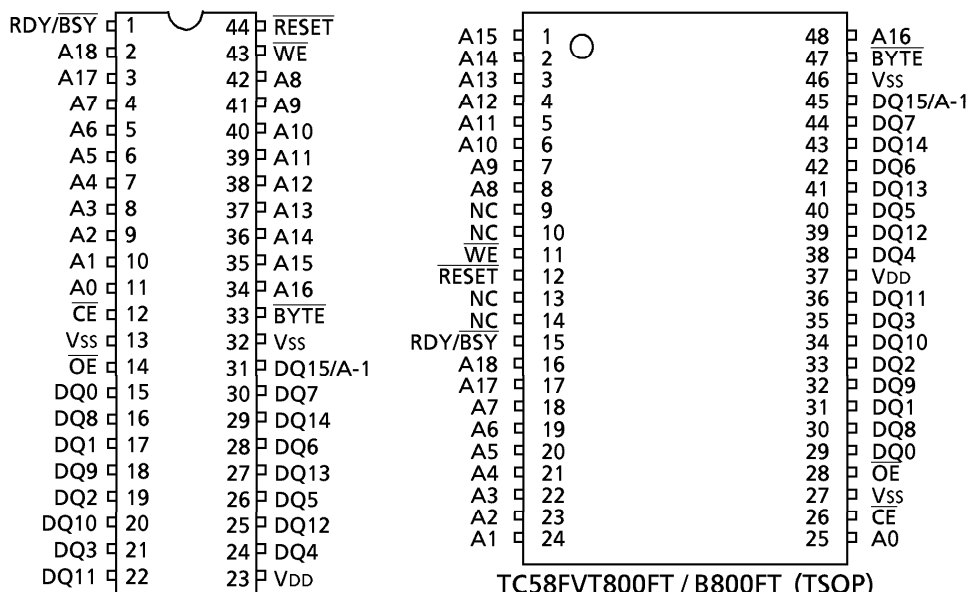 RDY/BSY 1 44 RESET
A18 2 43 WE
A17 3 42 A8
A7 4 41 A9
A6 5 40 A10
A5 6 39 A11
A4 7 38 A12
A3 8 37 A13
A2 9 36 A14
A1 10 35 A15
A0 11 34 A16
CE 12 33 BYTE
VSS 13 32 VSS
OE 14 31 DQ15/A-1
DQ0 15 30 DQ7
DQ8 16 29 DQ14
DQ1 17 28 DQ6
DQ9 18 27 DQ13
DQ2 19 26 DQ5
DQ10 20 25 DQ12
DQ3 21 24 DQ4
DQ11 22 23 VDD
A15 1 48 A16
A14 2 47 BYTE
A13 3 46 VSS
A12 4 45 DQ15/A-1
A11 5 44 DQ7
A10 6 43 DQ14
A9 7 42 DQ6
A8 8 41 DQ13
NC 9 40 DQ5
NC 10 39 DQ12
WE 11 38 DQ4
RESET 12 37 VDD
NC 13 36 DQ11
NC 14 35 DQ3
RDY/BSY 15 34 DQ10
A18 16 33 DQ2
A17 17 32 DQ9
A7 18 31 DQ1
A6 19 30 DQ8
A5 20 29 DQ0
A4 21 28 OE
A3 22 27 VSS
A2 23 26 CE
A1 24 25 A0
TC58FVT800FT / B800FT (TSOP)